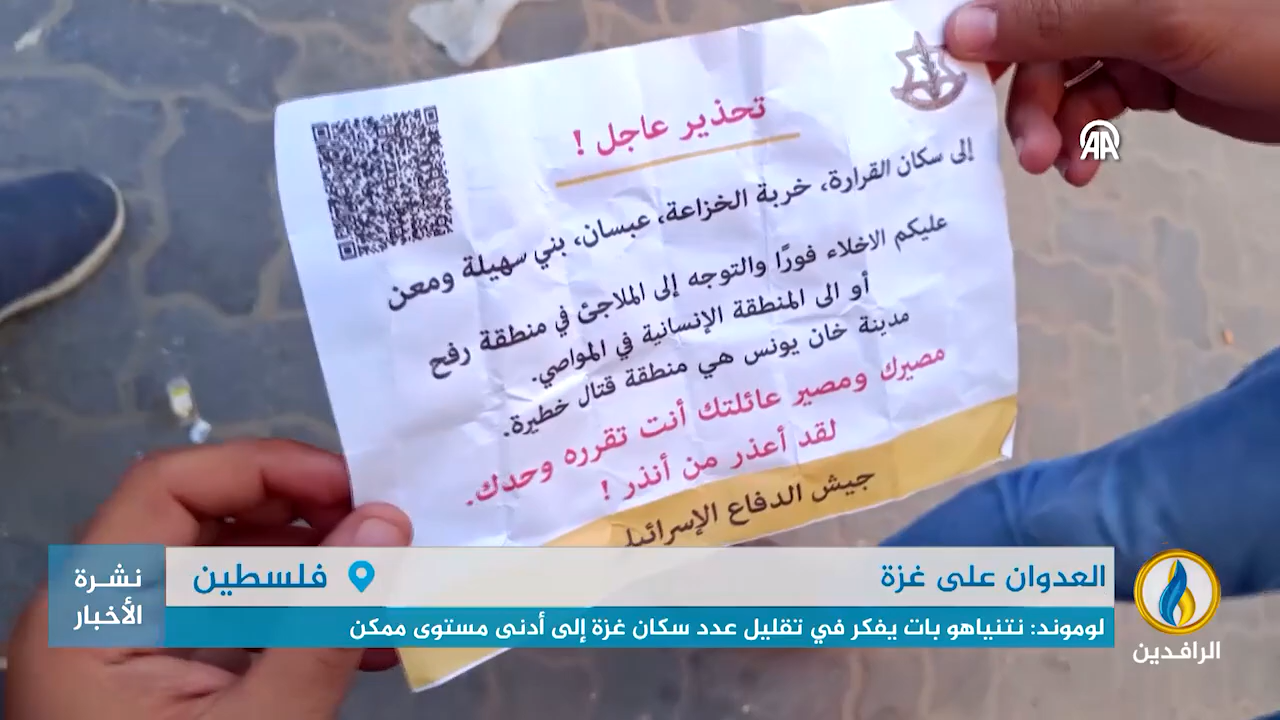 تحذير عاجل !
إلى سكان القرارة، خربة الخزاعة، عبسان، بني سهيلة ومعن
عليكم الاخلاء فورًا والتوجه إلى الملاجئ في منطقة رفح
أو الى المنطقة الإنسانية في المواصي.
مدينة خان يونس هي منطقة قتال خطيرة.
مصيرك ومصير عائلتك أنت تقرره وحدك.
لقد أعذر من أنذر !
جيش الدفاع الإسرائيلي
AA
العدوان على غزة
فلسطين
نشرة
الأخبار
لوموند: نتنياهو بات يفكر في تقليل عدد سكان غزة إلى أدنى مستوى ممكن
الرافدين